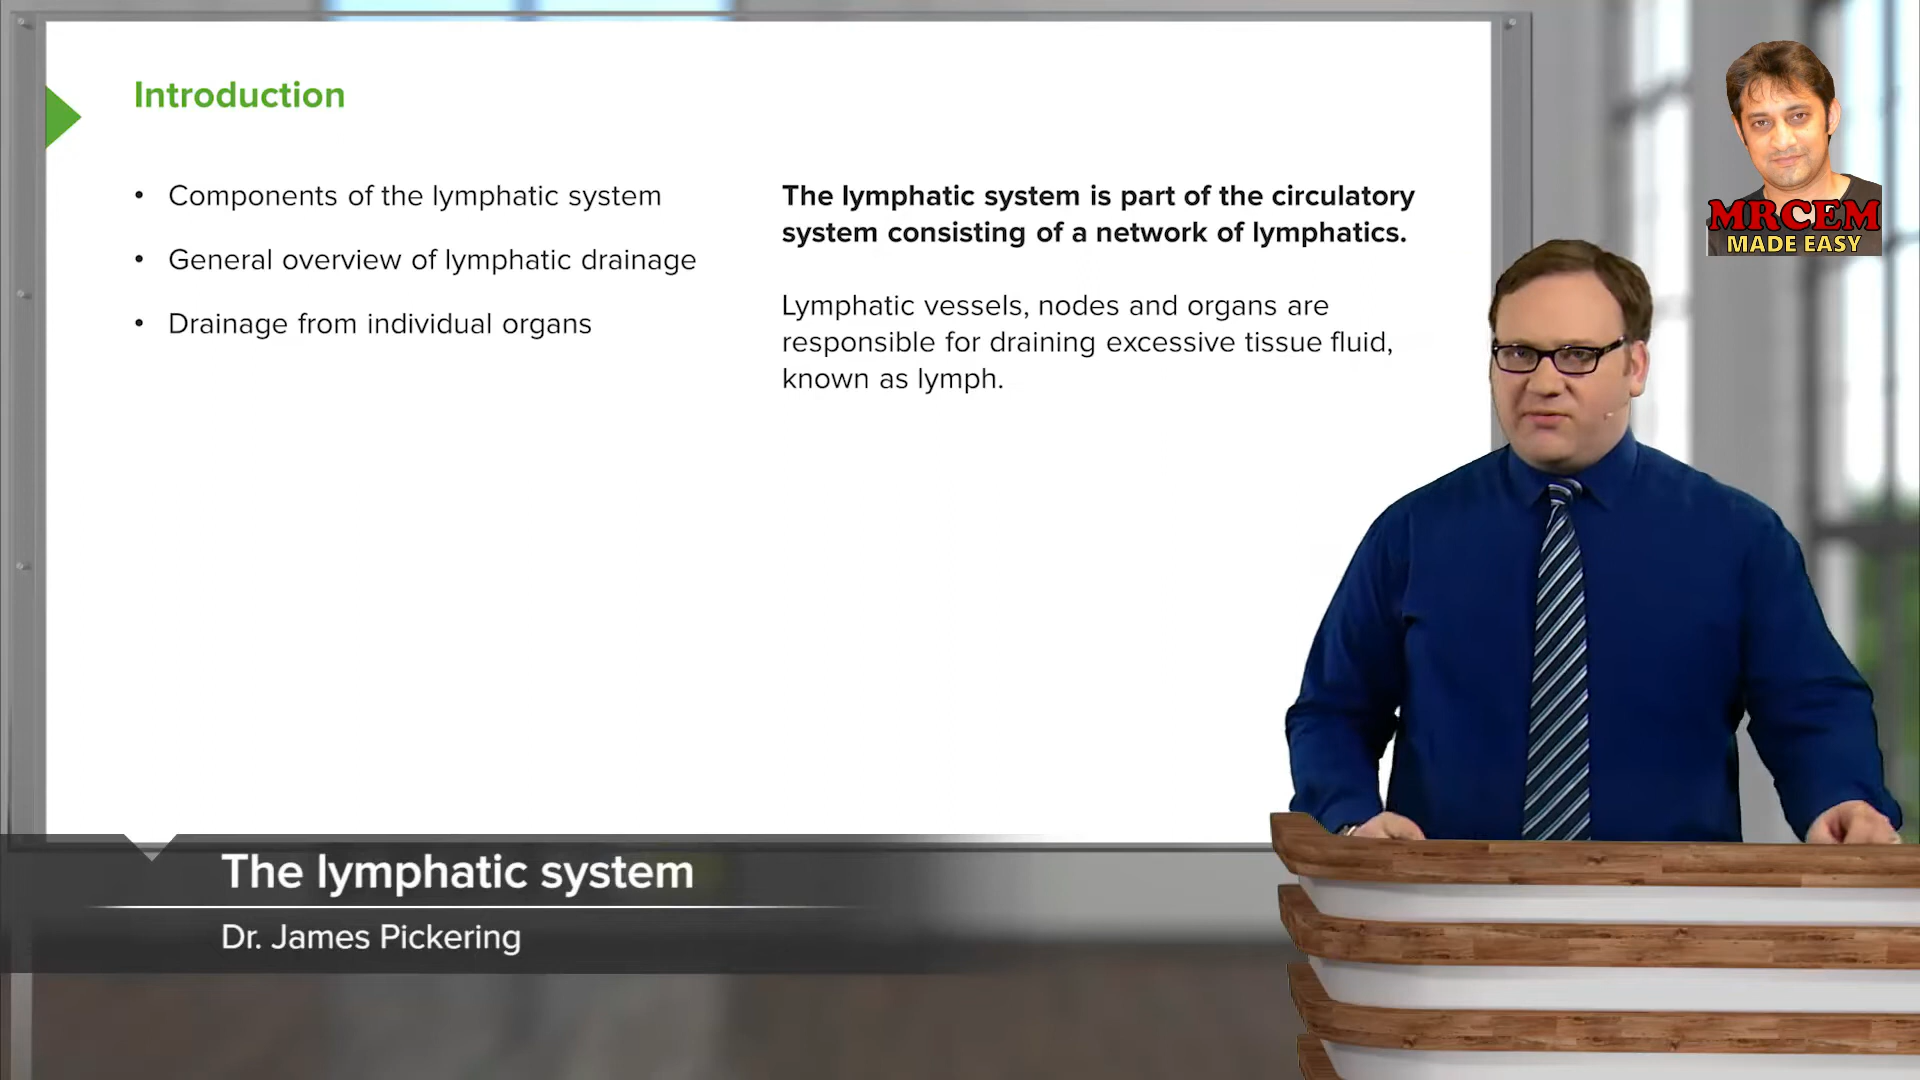 Introduction
• Components of the lymphatic system
• General overview of lymphatic drainage
• Drainage from individual organs
The lymphatic system is part of the circulatory
system consisting of a network of lymphatics.
Lymphatic vessels, nodes and organs are
responsible for draining excessive tissue fluid,
known as lymph.
MRCEM
MADE EASY
The lymphatic system
Dr. James Pickering